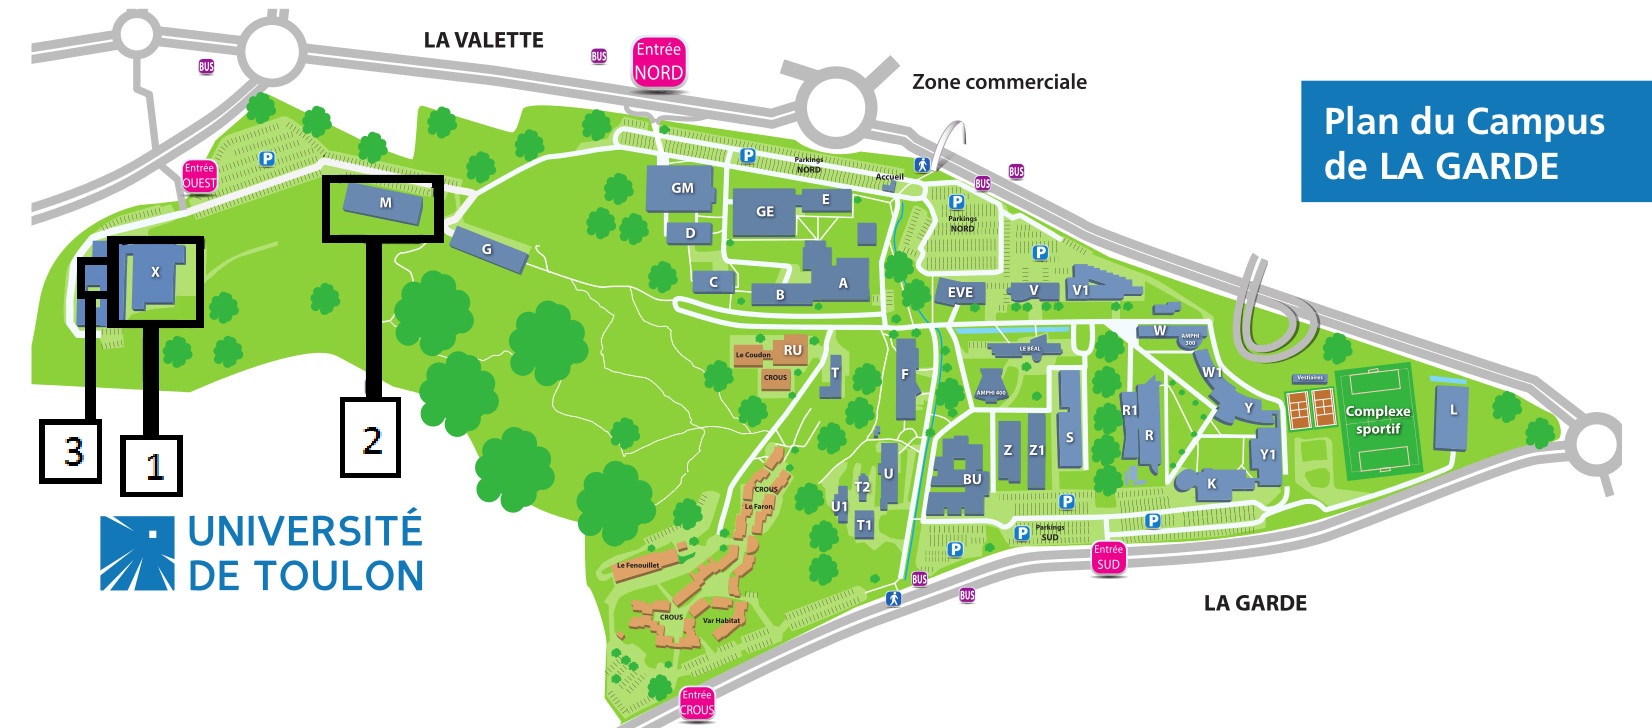 LA VALETTE
BUS
BUS
Entrée
NORD
Zone commerciale
Plan du Campus
de LA GARDE
P
Entrée
OUEST
P
Parkings
NORD
Accueil
BUS
BUS
M
GM
GE
E
P
Parkings
NORD
D
G
X
P
C
B
A
EVE
V
V1
W
AMPHI
500
LE BÉAL
Le Coudon
RU
CROUS
T
F
AMPHI 400
W1
Vestiaires
Complexe
sportif
L
R1
R
Y
Y1
S
Z
Z1
BU
K
3
1
2
U
T2
U1
T1
CROUS
Le Faron
P
P
P
Parkings
SUD
P
Entrée
SUD
UNIVERSITÉ
DE TOULON
Le Fenouillet
CROUS
Var Habitat
BUS
BUS
LA GARDE
Entrée
CROUS